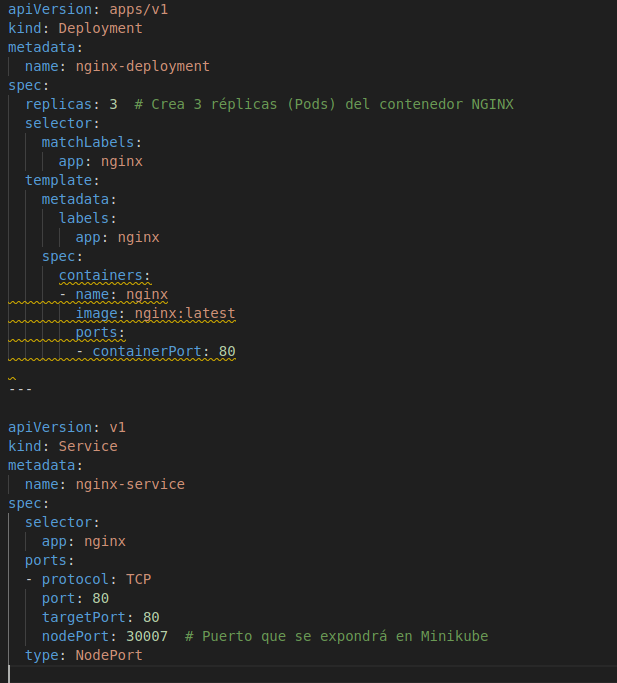 apiVersion: apps/v1
kind: Deployment
metadata:
  name: nginx-deployment
spec:
  replicas: 3  # Crea 3 réplicas (Pods) del contenedor NGINX
  selector:
    matchLabels:
      app: nginx
  template:
    metadata:
      labels:
        app: nginx
    spec:
      containers:
      - name: nginx
        image: nginx:latest
        ports:
        - containerPort: 80

---

apiVersion: v1
kind: Service
metadata:
  name: nginx-service
spec:
  selector:
    app: nginx
  ports:
  - protocol: TCP
    port: 80
    targetPort: 80
    nodePort: 30007  # Puerto que se expondrá en Minikube
  type: NodePort